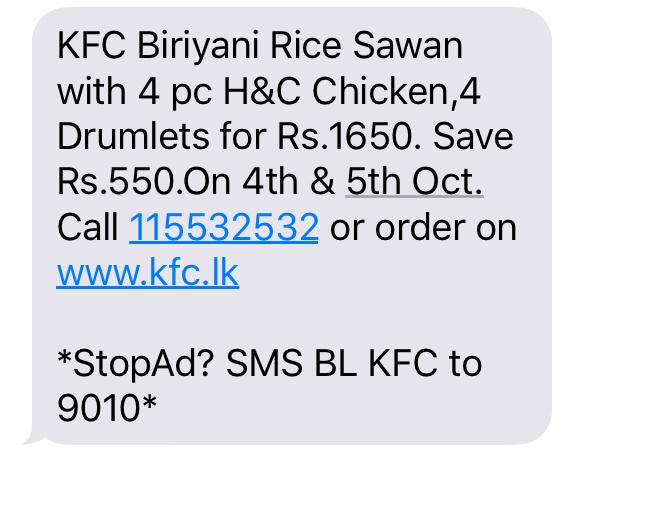 KFC Biriyani Rice Sawan
with 4 pc H&C Chicken,4
Drumlets for Rs.1650. Save
Rs.550.On 4th & 5th Oct.
Call 115532532 or order on
www.kfc.lk
*StopAd? SMS BL KFC to
9010*